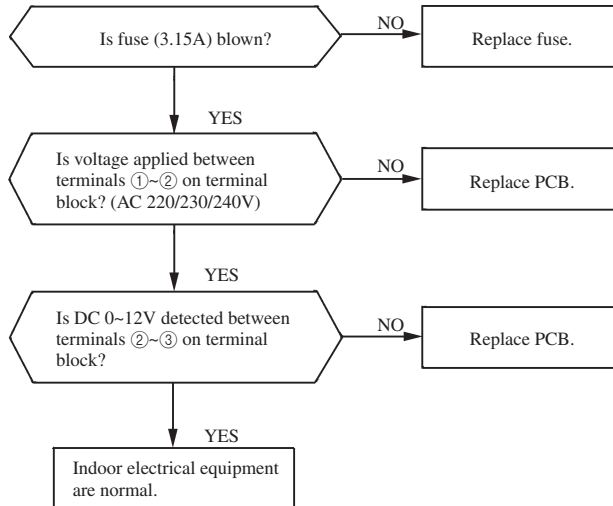 Is fuse (3.15A) blown?
NO
Replace fuse.
YES
Is voltage applied between
terminals ①~② on terminal
block? (AC 220/230/240V)
NO
Replace PCB.
YES
Is DC 0~12V detected between
terminals ②~③ on terminal
block?
NO
Replace PCB.
YES
Indoor electrical equipment
are normal.